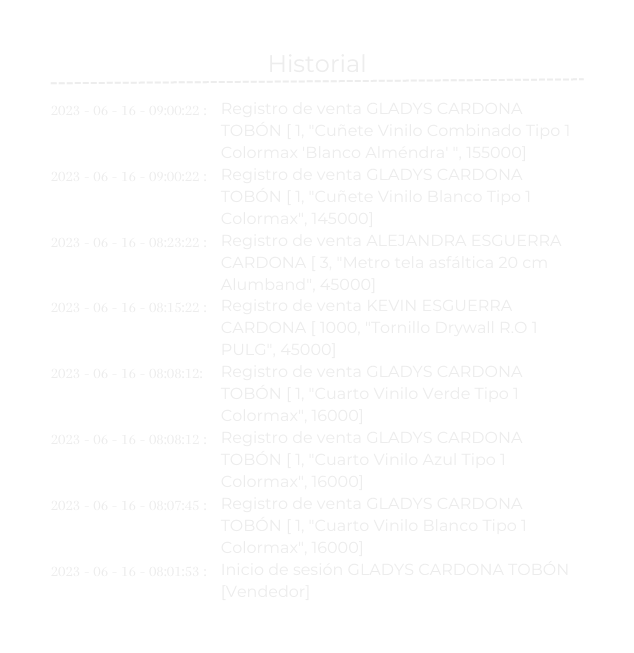 Historial
2023 - 06 - 16 - 09:00:22 : Registro de venta GLADYS CARDONA
TOBÓN [ 1, "Cuñete Vinilo Combinado Tipo 1
Colormax 'Blanco Alméndra' ", 155000]
2023 - 06 - 16 - 09:00:22 : Registro de venta GLADYS CARDONA
TOBÓN [ 1, "Cuñete Vinilo Blanco Tipo 1
Colormax", 145000]
2023 - 06 - 16 - 08:23:22 : Registro de venta ALEJANDRA ESGUERRA
CARDONA [ 3, "Metro tela asfáltica 20 cm
Alumband", 45000]
2023 - 06 - 16 - 08:15:22 : Registro de venta KEVIN ESGUERRA
CARDONA [ 1000, "Tornillo Drywall R.O 1
PULG", 45000]
2023 - 06 - 16 - 08:08:12: Registro de venta GLADYS CARDONA
TOBÓN [ 1, "Cuarto Vinilo Verde Tipo 1
Colormax", 16000]
2023 - 06 - 16 - 08:08:12 : Registro de venta GLADYS CARDONA
TOBÓN [ 1, "Cuarto Vinilo Azul Tipo 1
Colormax", 16000]
2023 - 06 - 16 - 08:07:45 : Registro de venta GLADYS CARDONA
TOBÓN [ 1, "Cuarto Vinilo Blanco Tipo 1
Colormax", 16000]
2023 - 06 - 16 - 08:01:53 : Inicio de sesión GLADYS CARDONA TOBÓN
[Vendedor]